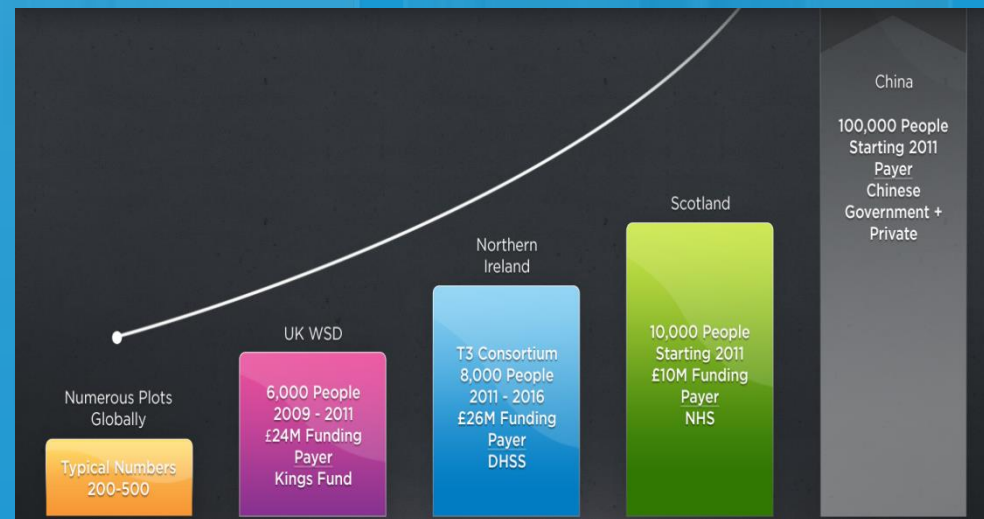 Numerous Plots
Globally
Typical Numbers
200-500
UK WSD
6,000 People
2009 - 2011
£24M Funding
Payer
Kings Fund
Northern
Ireland
T3 Consortium
8,000 People
2011 - 2016
£26M Funding
Payer
DHSS
Scotland
10,000 People
Starting 2011
£10M Funding
Payer
NHS
China
100,000 People
Starting 2011
Payer
Chinese
Government +
Private